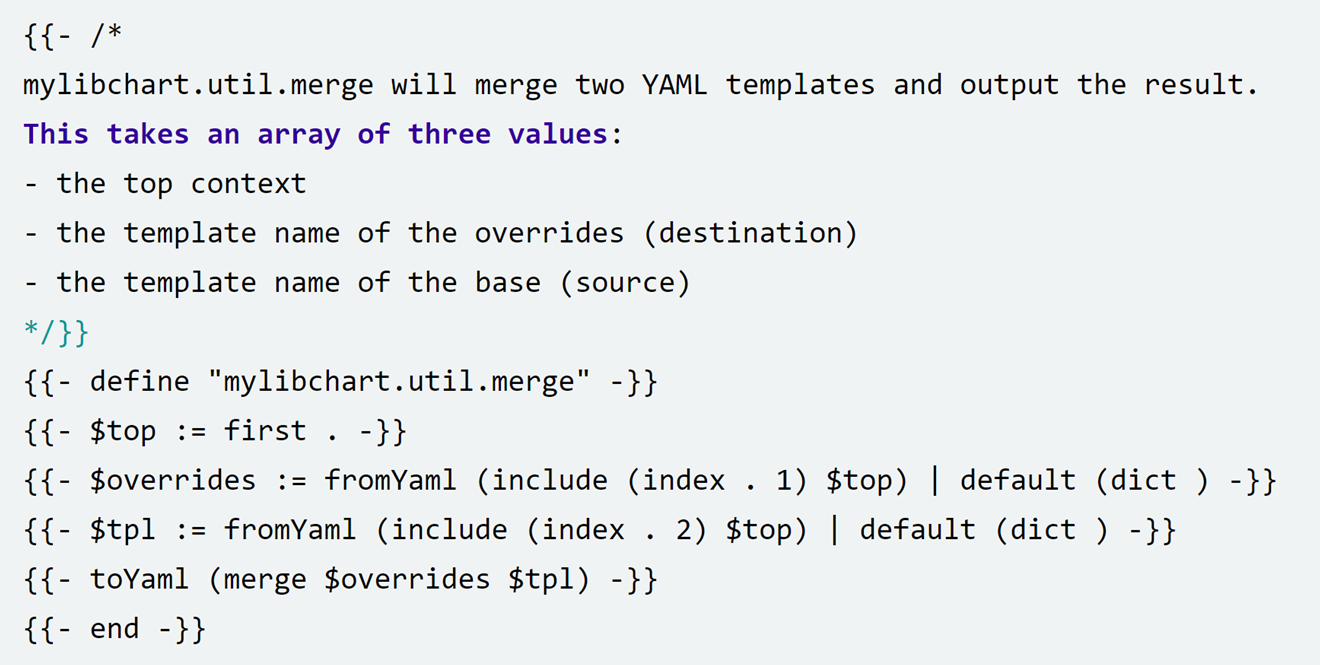 {{- /*
mylibchart.util.merge will merge two YAML templates and output the result.
This takes an array of three values:
- the top context
- the template name of the overrides (destination)
- the template name of the base (source)
*/}}
{{- define "mylibchart.util.merge" -}}
{{- $top := first . -}}
{{- $overrides := fromYaml (include (index . 1) $top) | default (dict ) -}}
{{- $tpl := fromYaml (include (index . 2) $top) | default (dict ) -}}
{{- toYaml (merge $overrides $tpl) -}}
{{- end -}}